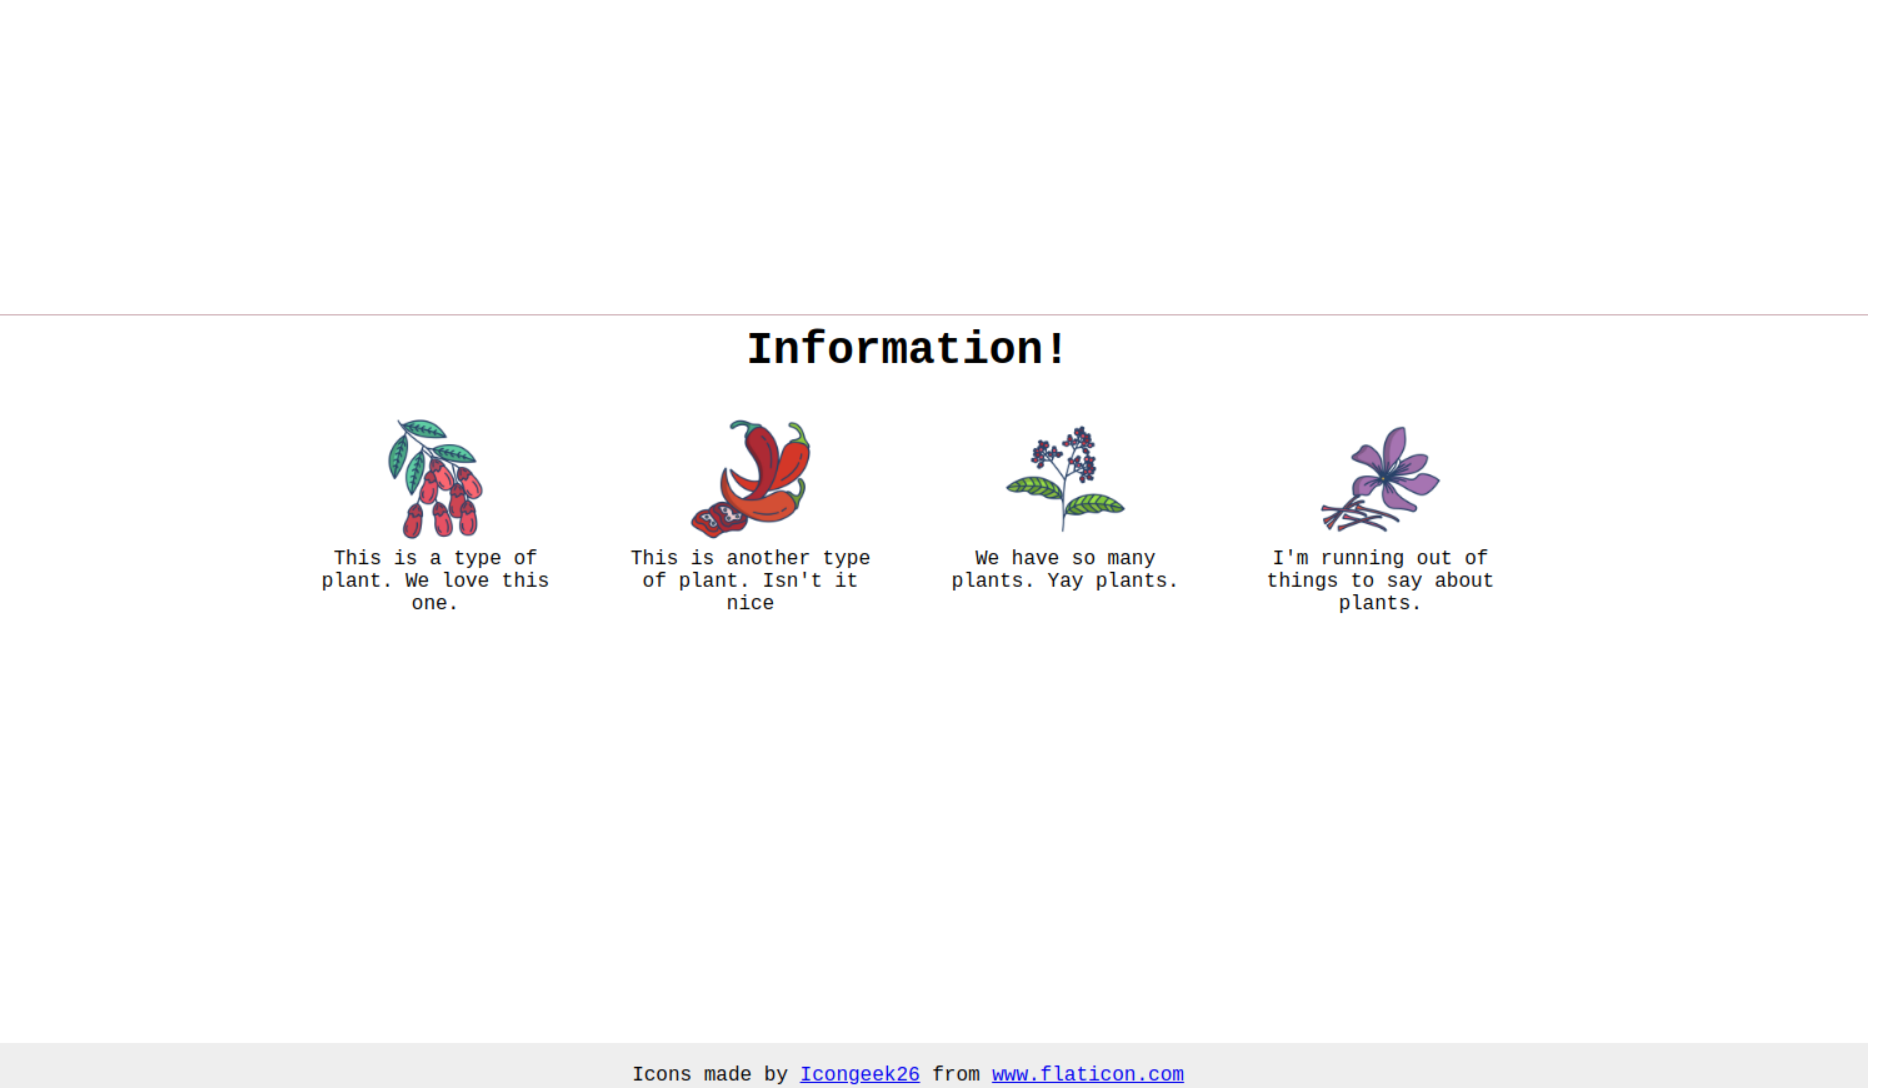 Information!
This is a type of
plant. We love this
one.
This is another type
of plant. Isn't it
nice
We have so many
plants. Yay plants.
I'm running out of
things to say about
plants.
Icons made by Icongeek26 from www.flaticon.com